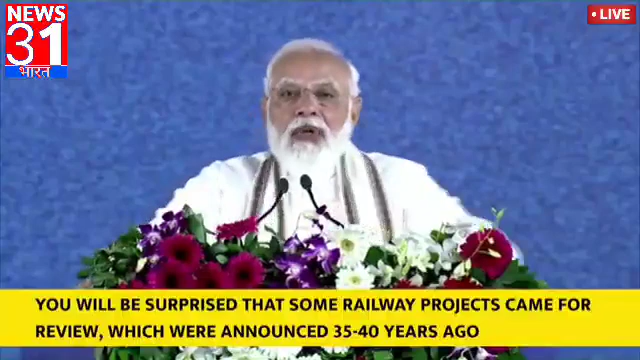 NEWS
31
भारत
LIVE
YOU WILL BE SURPRISED THAT SOME RAILWAY PROJECTS CAME FOR
REVIEW, WHICH WERE ANNOUNCED 35-40 YEARS AGO